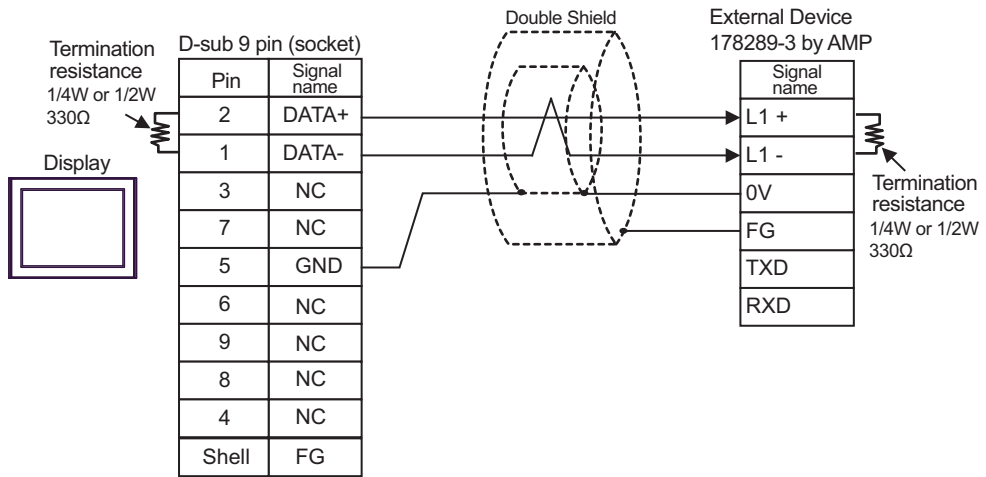 Double Shield
External Device
178289-3 by AMP
Termination
resistance
1/4W or 1/2W
330Ω
Display
D-sub 9 pin (socket)
Pin Signal name
2 DATA+
1 DATA-
3 NC
7 NC
5 GND
6 NC
9 NC
8 NC
4 NC
Shell FG
Signal
name
L1 +
L1 -
0V
FG
TXD
RXD
Termination
resistance
1/4W or 1/2W
330Ω